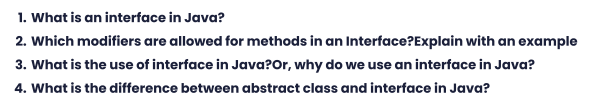 1. What is an interface in Java?
2. Which modifiers are allowed for methods in an Interface?Explain with an example
3. What is the use of interface in Java?Or, why do we use an interface in Java?
4. What is the difference between abstract class and interface in Java?